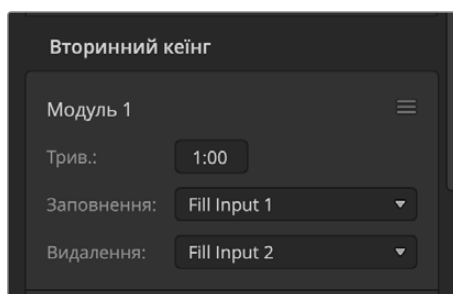 Вторинний кеїнг
Модуль 1
Трив.: 1:00
Заповнення: Fill Input 1
Видалення: Fill Input 2